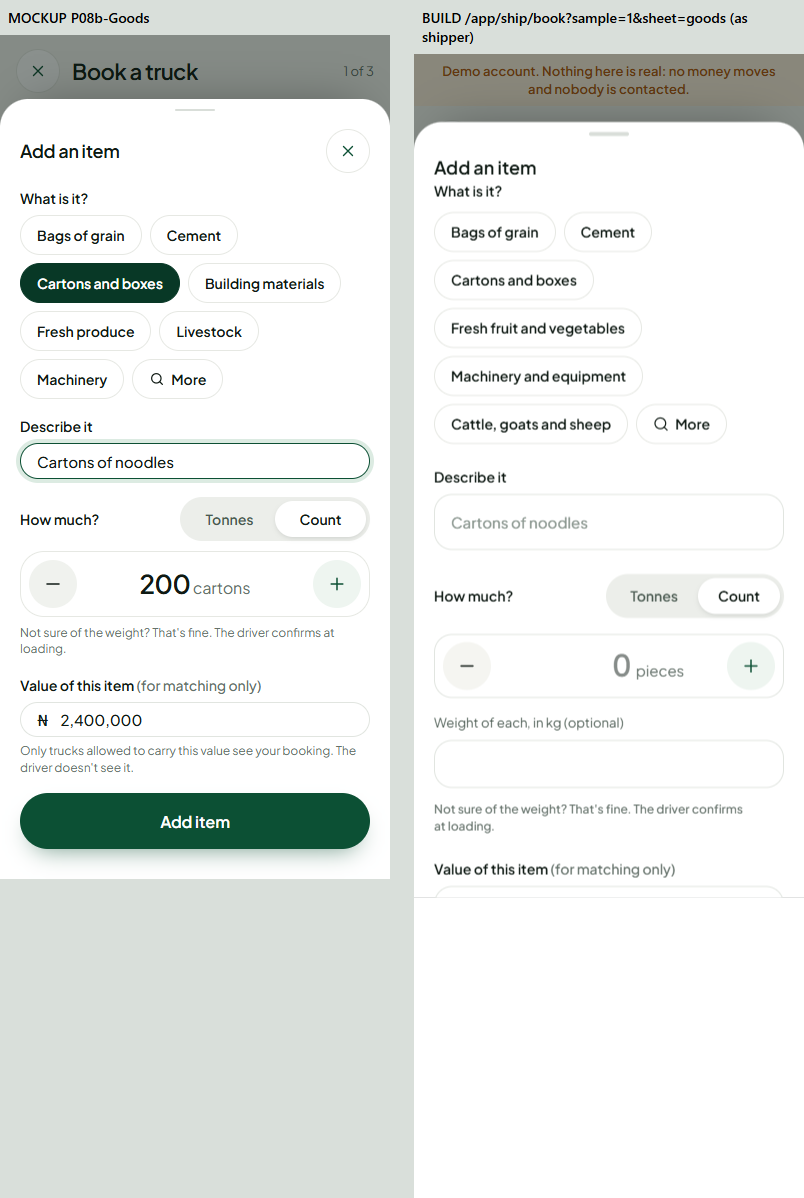 MOCKUP P08b-Goods
Book a truck
1 of 3
Add an item
What is it?
Bags of grain
Cement
Cartons and boxes
Building materials
Fresh produce
Livestock
Machinery
More
Describe it
Cartons of noodles
How much?
Tonnes
Count
200 cartons
Not sure of the weight? That's fine. The driver confirms at
loading.
Value of this item (for matching only)
₦ 2,400,000
Only trucks allowed to carry this value see your booking. The
driver doesn't see it.
Add item
BUILD /app/ship/book?sample=1&sheet=goods (as
shipper)
Demo account. Nothing here is real: no money moves
and nobody is contacted.
Add an item
What is it?
Bags of grain
Cement
Cartons and boxes
Fresh fruit and vegetables
Machinery and equipment
Cattle, goats and sheep
More
Describe it
Cartons of noodles
How much?
Tonnes
Count
0 pieces
Weight of each, in kg (optional)
Not sure of the weight? That's fine. The driver confirms
at loading.
Value of this item (for matching only)